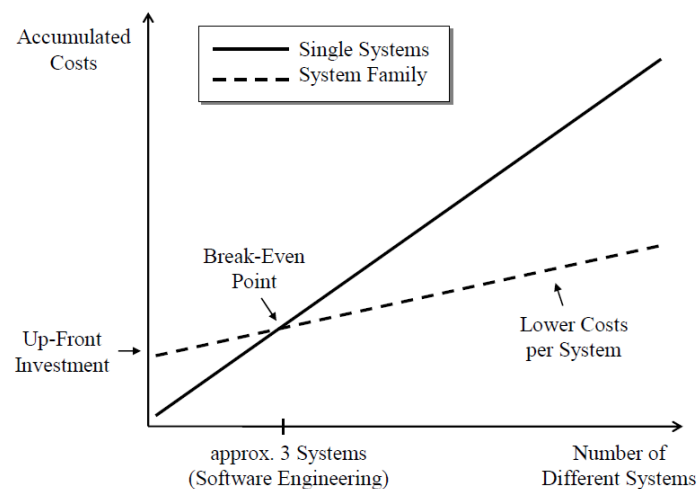 Accumulated
Costs
Single Systems
System Family
Break-Even
Point
Up-Front
Investment
Lower Costs
per System
approx. 3 Systems
(Software Engineering)
Number of
Different Systems